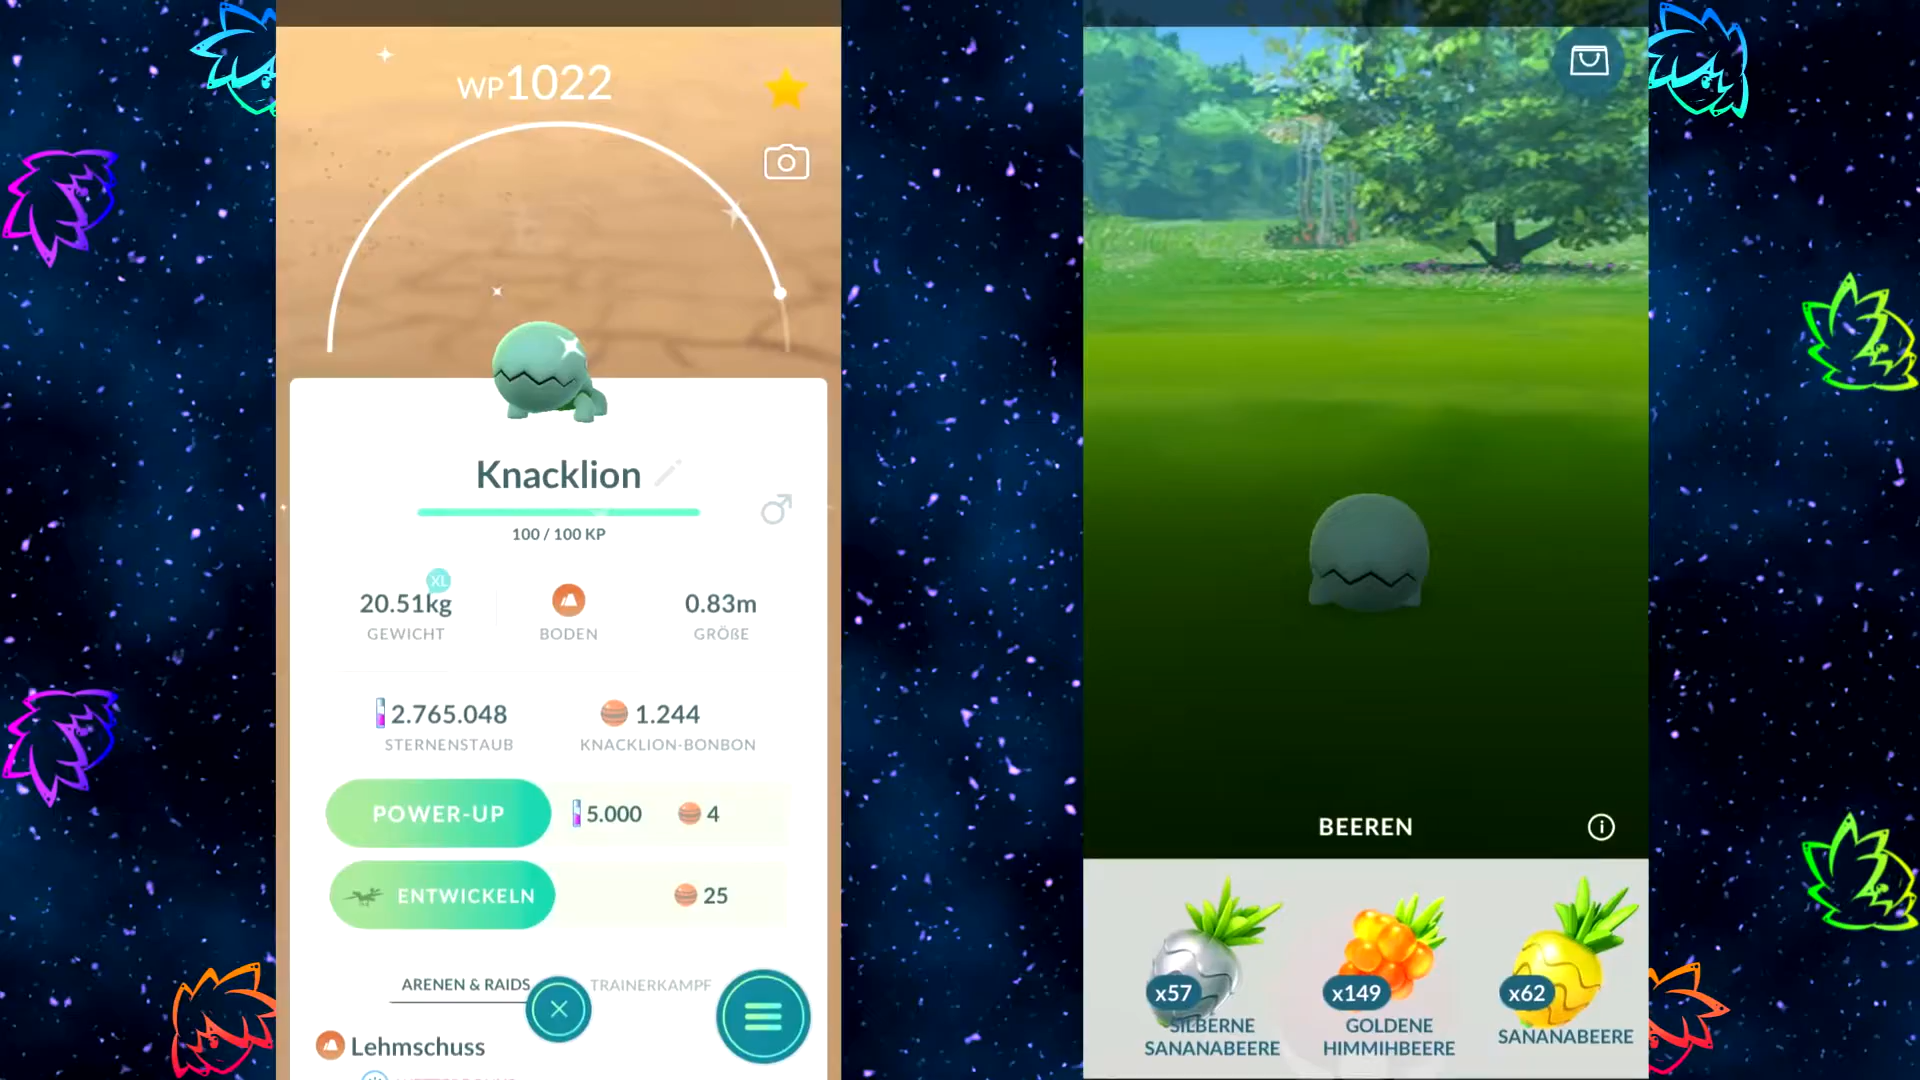 WP1022
Knacklion
100 / 100 KP
XL
20.51kg
GEWICHT
BODEN
0.83m
GRÖßE
2.765.048
STERNENSTAUB
1.244
KNACKLION-BONBON
POWER-UP
5.000
4
ENTWICKELN
25
ARENEN & RAIDS
TRAINERKAMPF
Lehmschuss
BEEREN
x57
SILBERNE
SANANABEERE
x149
GOLDENE
HIMMIHBEERE
x62
SANANABEERE